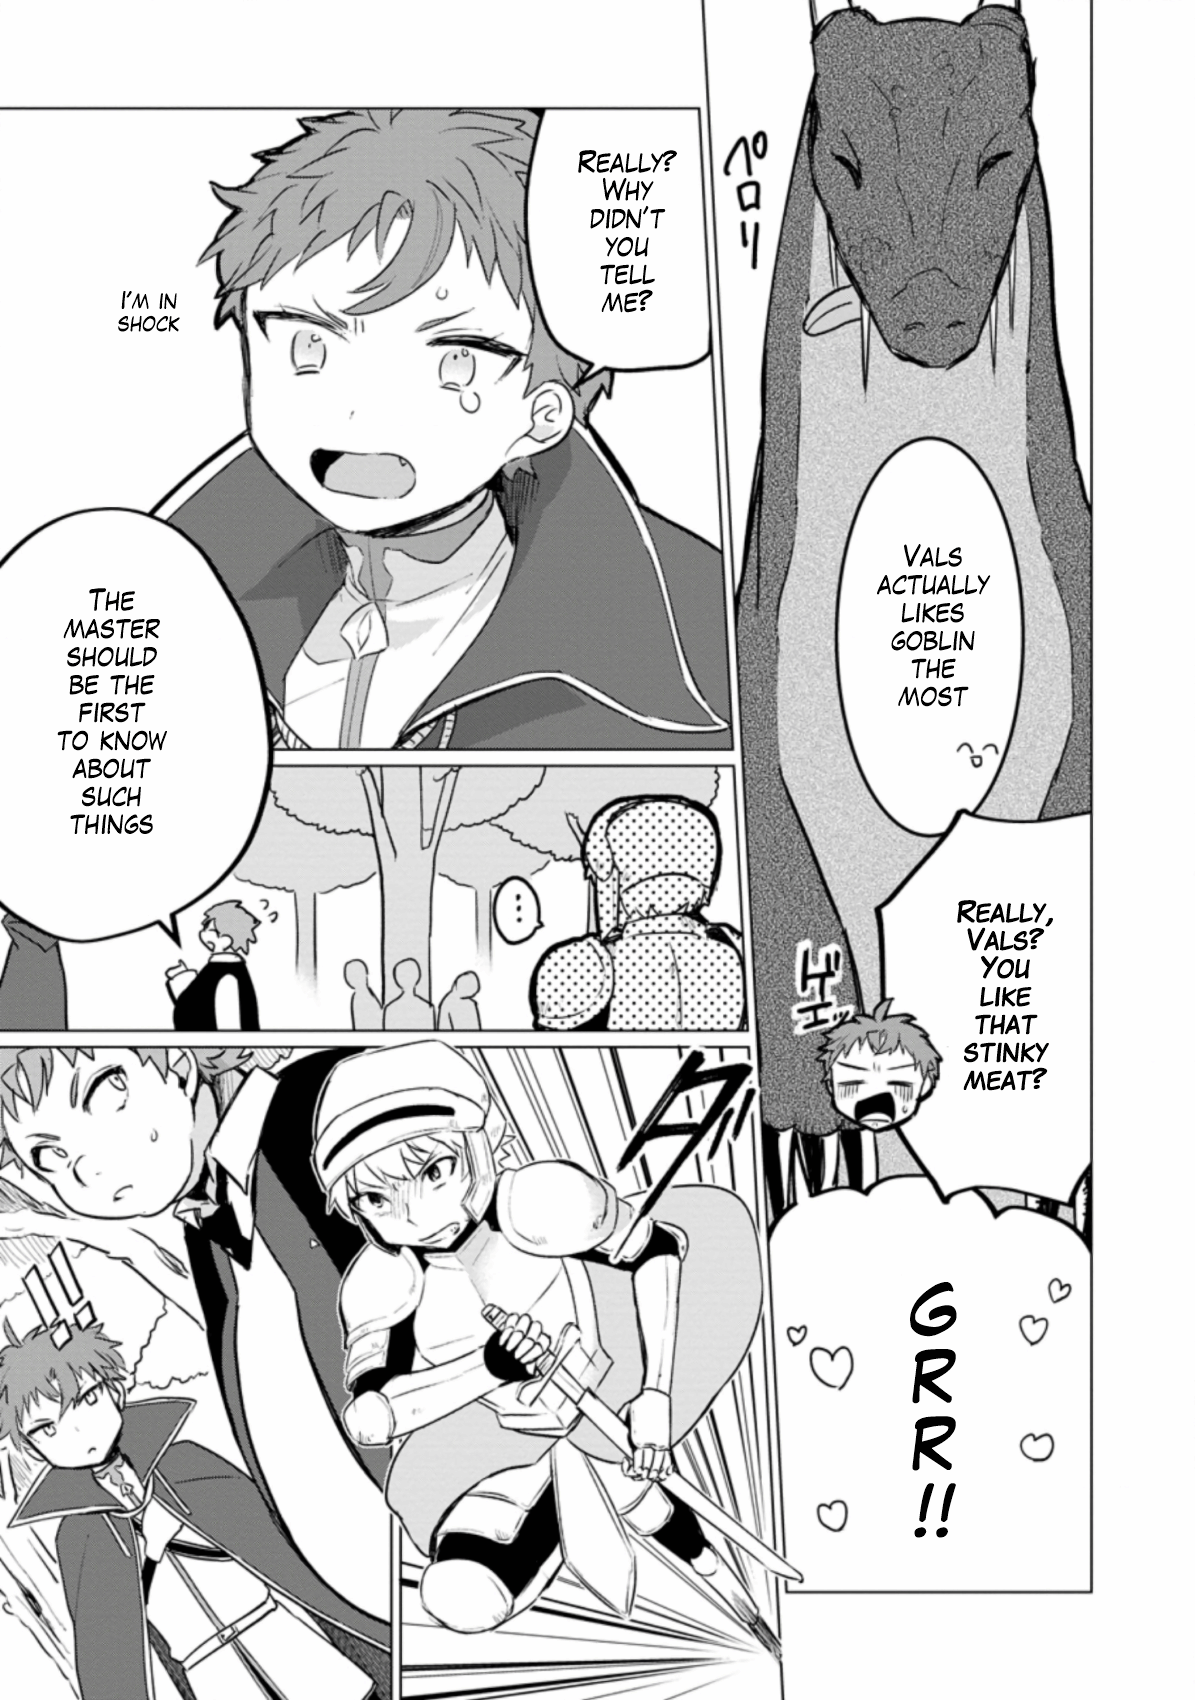 ペロリ
VALS
ACTUALLY
LIKES
GOBLIN
THE
MOST
REALLY,
VALS?
YOU
LIKE
THAT
STINKY
MEAT?
ゲエッ
GRR!!
REALLY?
WHY
DIDN'T
YOU
TELL
ME?
I'M IN
SHOCK
THE
MASTER
SHOULD
BE THE
FIRST
TO KNOW
ABOUT
SUCH
THINGS
...
ダッ
!!